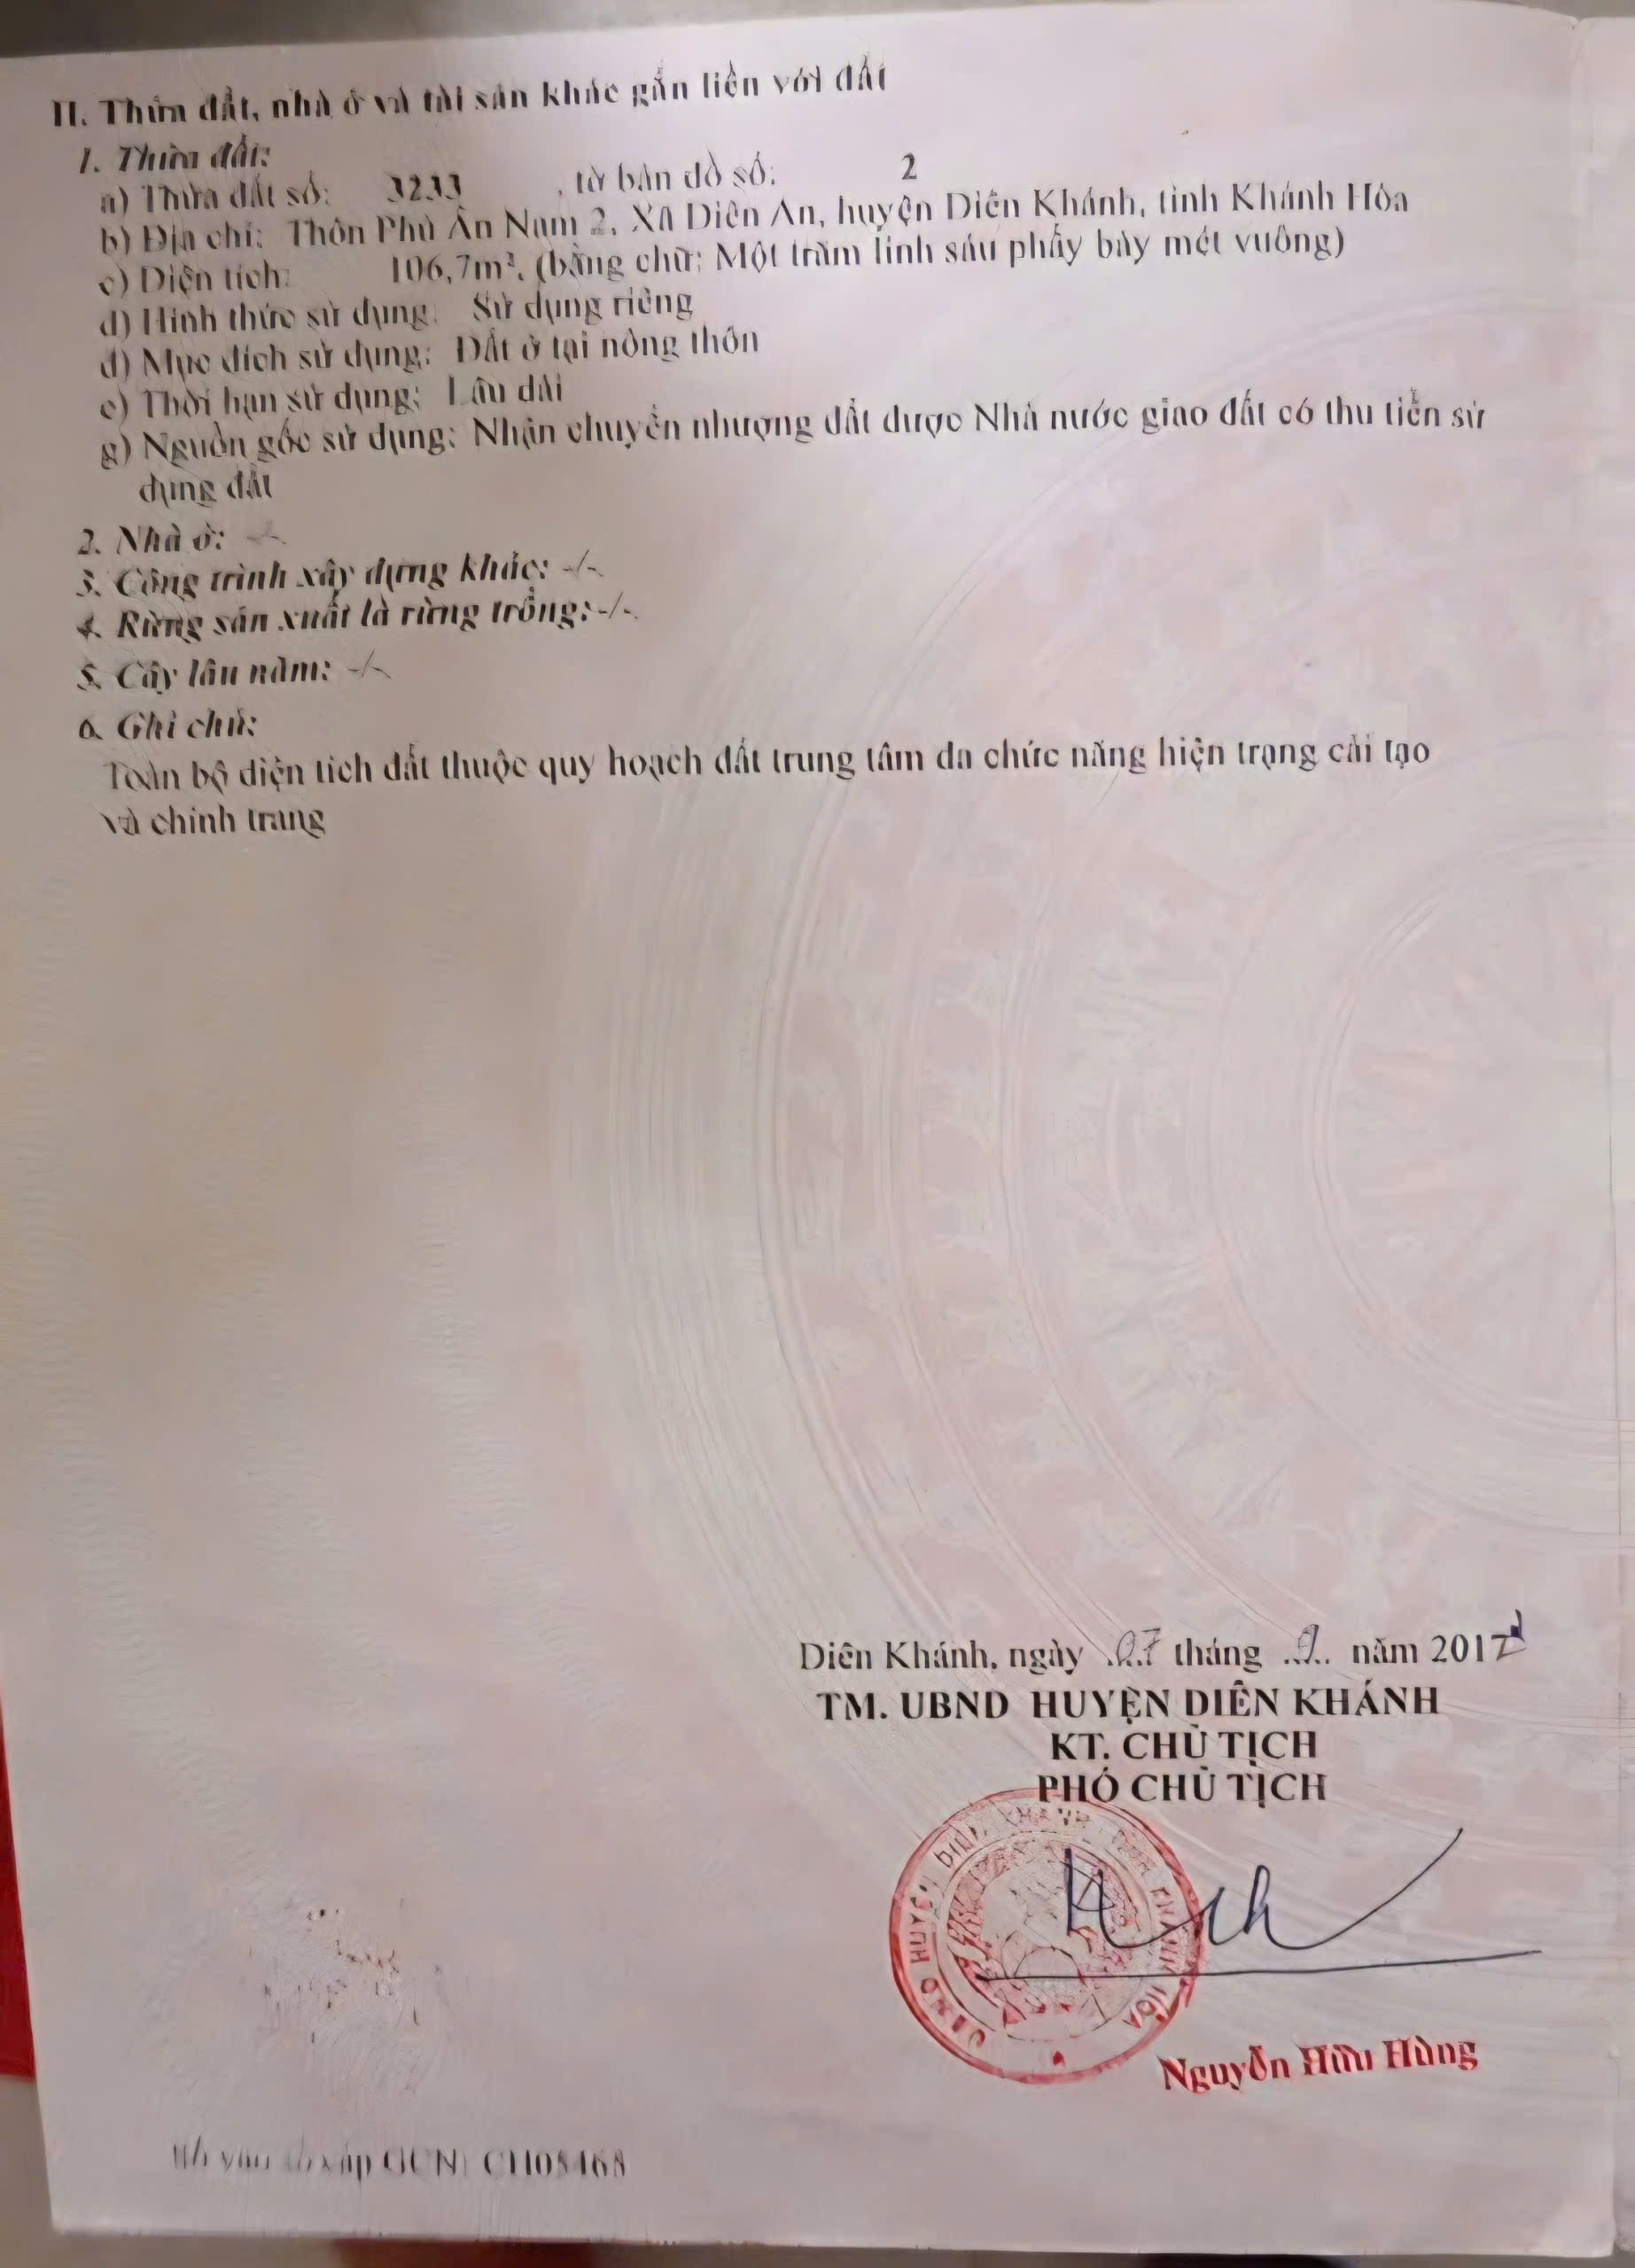 II. Thửa đất, nhà ở và tài sản khác gắn liền với đất
1. Thửa đất:
a) Thửa đất số: 3233 , tờ bản đồ số: 2
b) Địa chỉ: Thôn Phú Ân Nam 2, Xã Diên An, huyện Diên Khánh, tỉnh Khánh Hòa
c) Diện tích: 106,7m², (bằng chữ: Một trăm linh sáu phẩy bảy mét vuông)
d) Hình thức sử dụng: Sử dụng riêng
đ) Mục đích sử dụng: Đất ở tại nông thôn
e) Thời hạn sử dụng: Lâu dài
g) Nguồn gốc sử dụng: Nhận chuyển nhượng đất được Nhà nước giao đất có thu tiền sử
dụng đất
2. Nhà ở: -/-
3. Công trình xây dựng khác: -/-
4. Rừng sản xuất là rừng trồng: -/-
5. Cây lâu năm: -/-
6. Ghi chú:
Toàn bộ diện tích đất thuộc quy hoạch đất trung tâm đa chức năng hiện trạng cải tạo
và chỉnh trang
Diên Khánh, ngày 07 tháng 9 năm 2017
TM. UBND HUYỆN DIÊN KHÁNH
KT. CHỦ TỊCH
PHÓ CHỦ TỊCH
Nguyễn Hữu Hùng
cấp GCN: CH08468